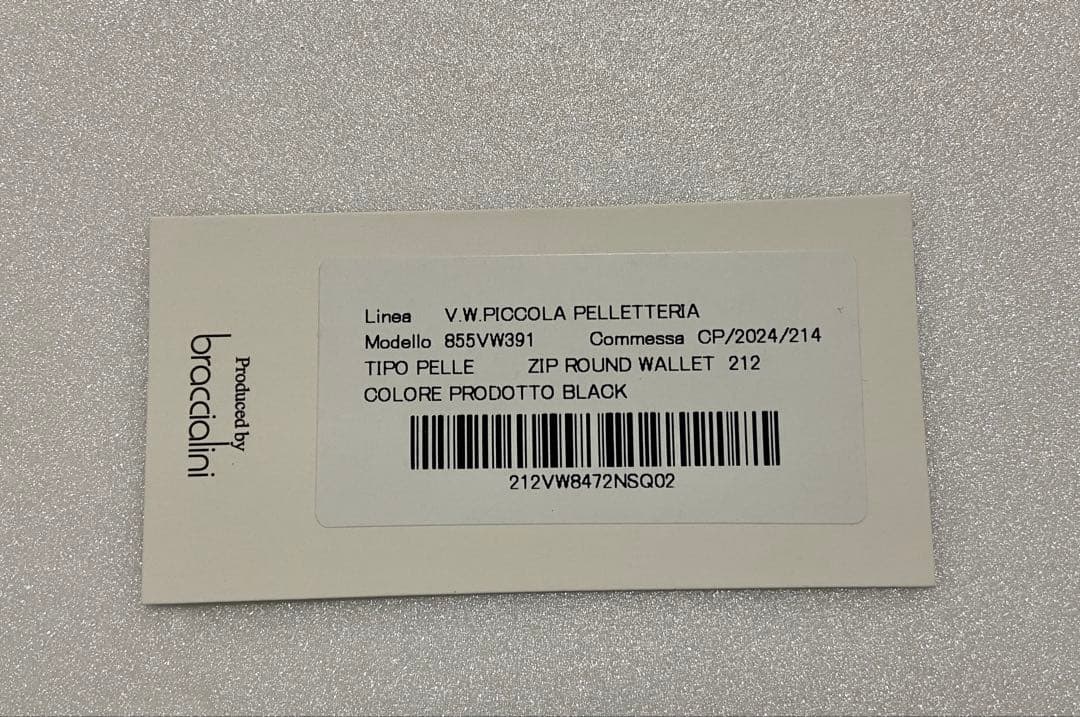 Linea V.W.PICCOLA PELLETTERIA
Modello 855VW391 Commessa CP/2024/214
TIPO PELLE ZIP ROUND WALLET 212
COLORE PRODOTTO BLACK
212VW8472NSQ02
Produced by
braccialini